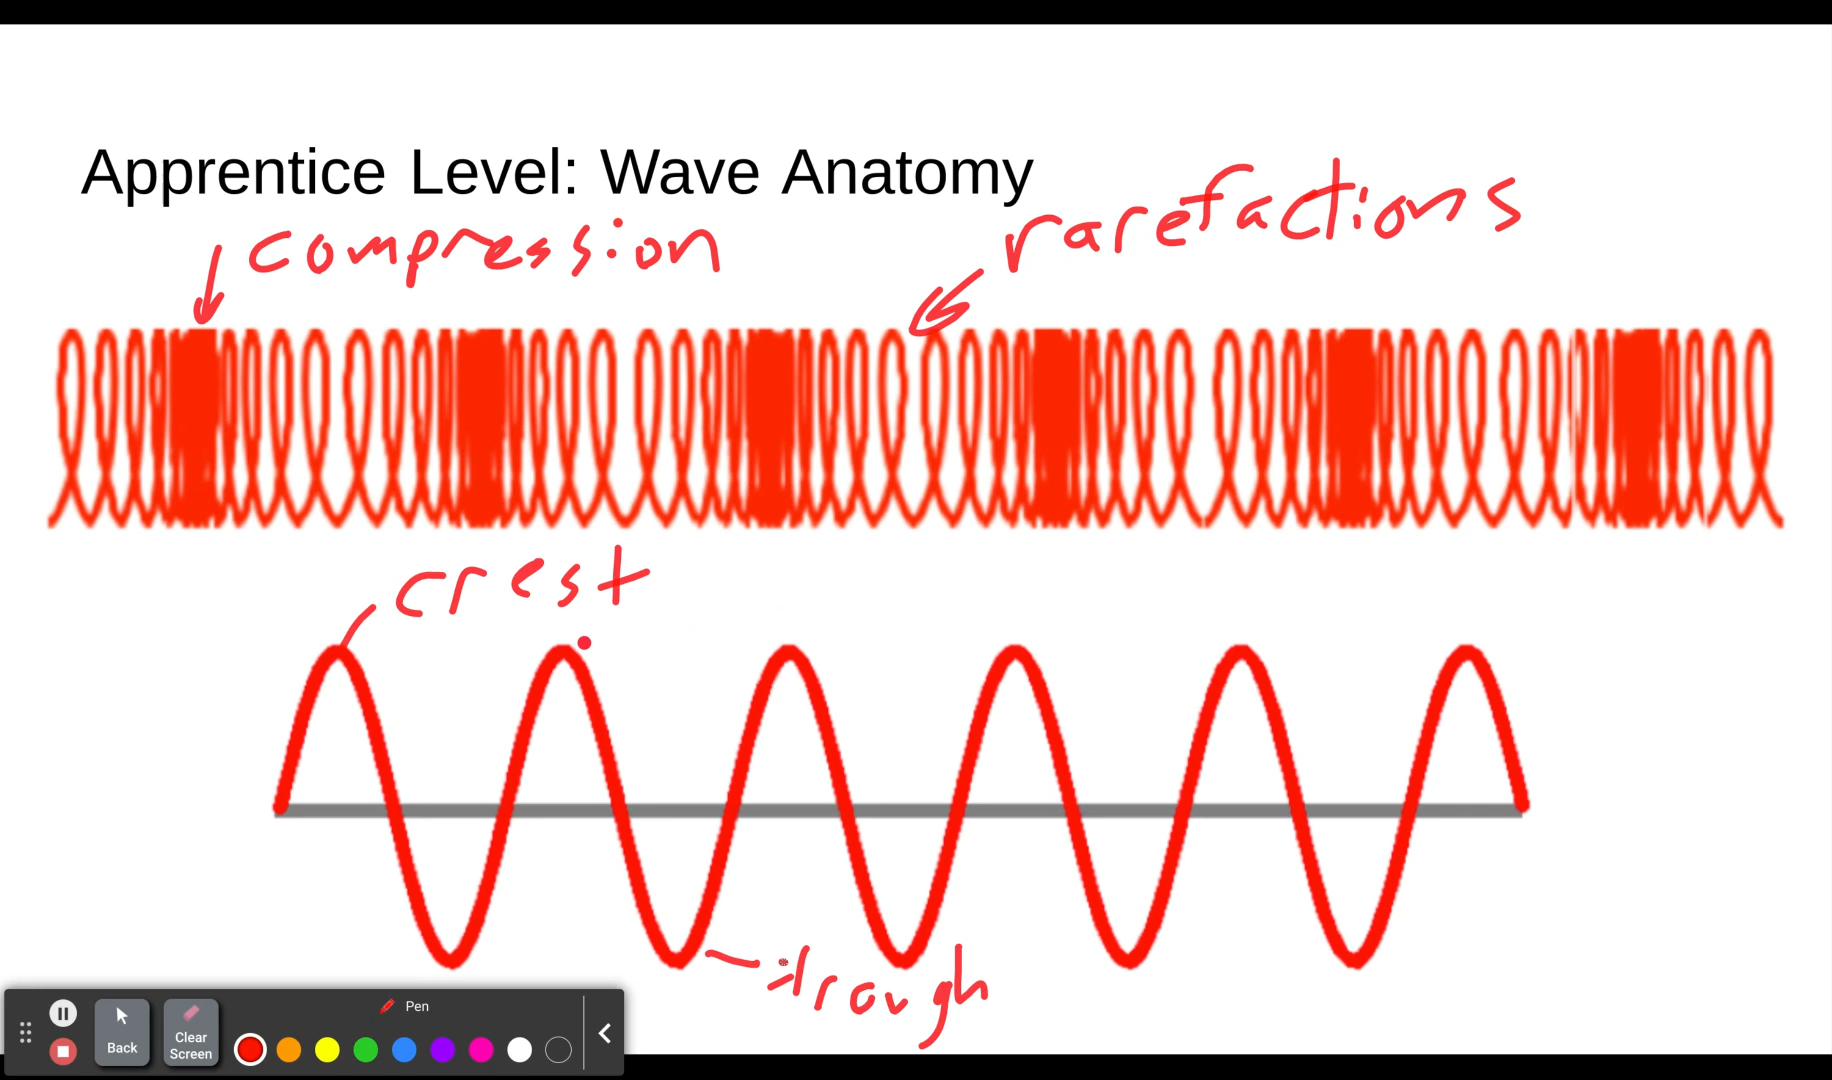 Apprentice Level: Wave Anatomy
compression
rarefactions
crest
trough
Pen
Back
Clear
Screen